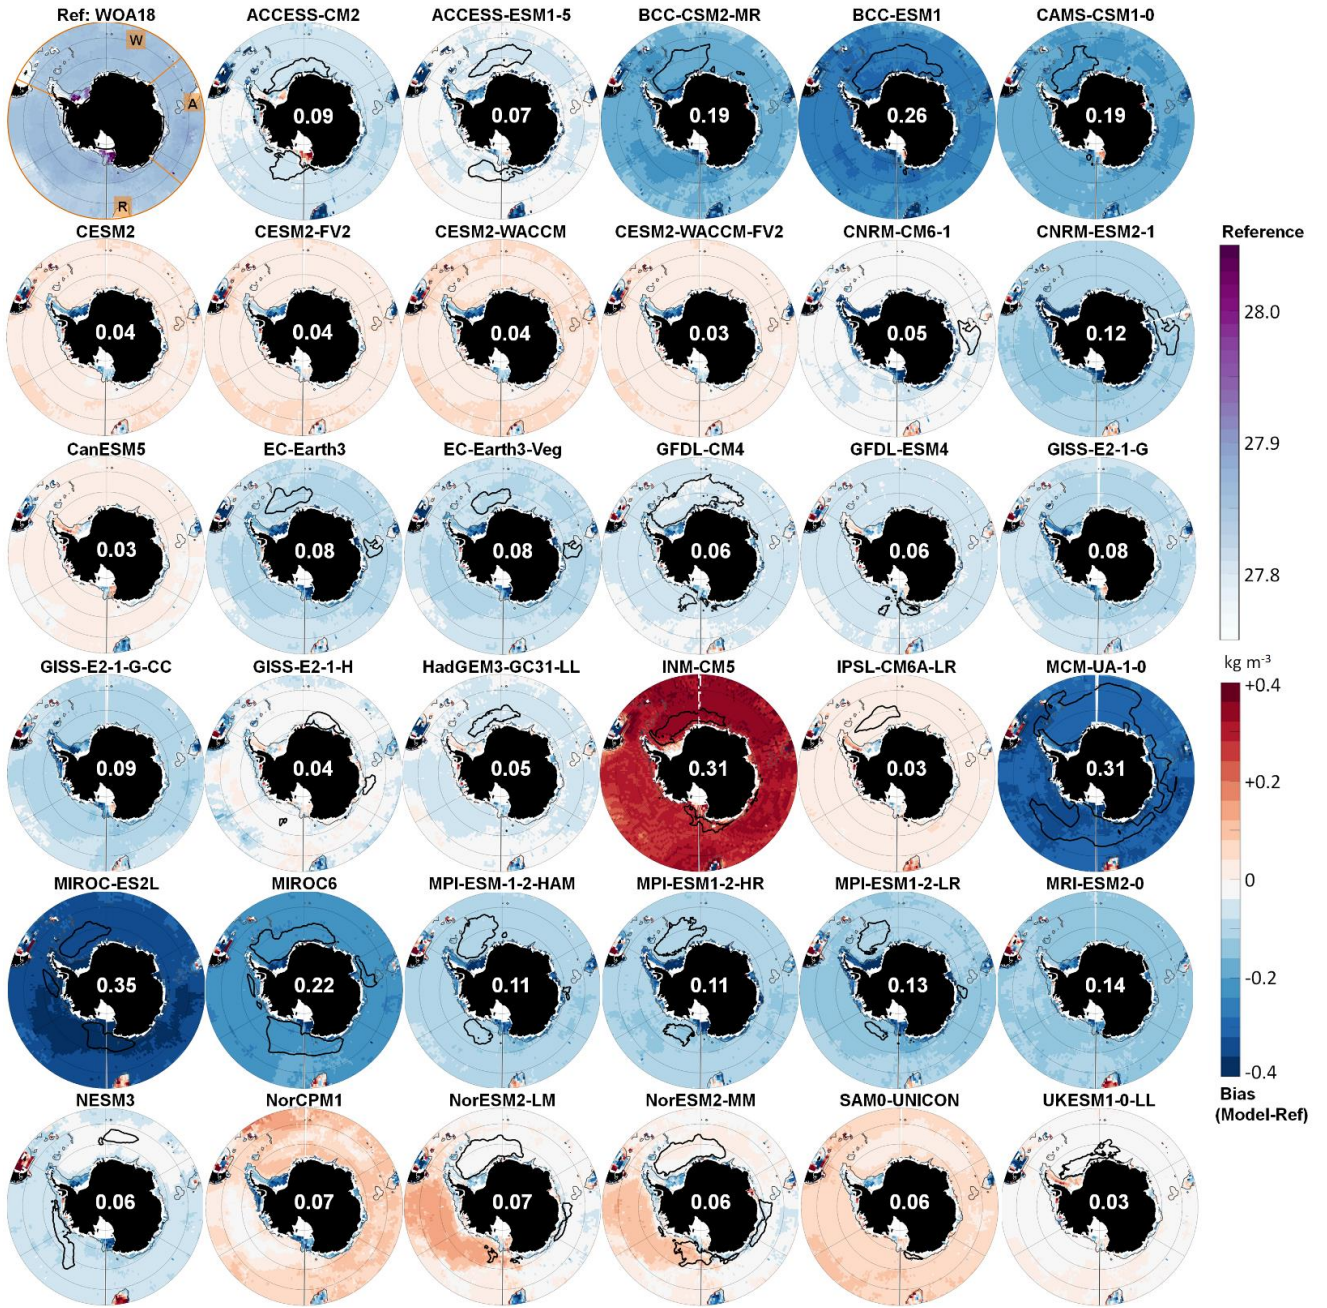 Ref: WOA18 ACCESS-CM2 ACCESS-ESM1-5 BCC-CSM2-MR BCC-ESM1 CAMS-CSM1-0
W
A
R
0.09 0.07 0.19 0.26 0.19
CESM2 CESM2-FV2 CESM2-WACCM CESM2-WACCM-FV2 CNRM-CM6-1 CNRM-ESM2-1
0.04 0.04 0.04 0.03 0.05 0.12
CanESM5 EC-Earth3 EC-Earth3-Veg GFDL-CM4 GFDL-ESM4 GISS-E2-1-G
0.03 0.08 0.08 0.06 0.06 0.08
GISS-E2-1-G-CC GISS-E2-1-H HadGEM3-GC31-LL INM-CM5 IPSL-CM6A-LR MCM-UA-1-0
0.09 0.04 0.05 0.31 0.03 0.31
MIROC-ES2L MIROC6 MPI-ESM-1-2-HAM MPI-ESM1-2-HR MPI-ESM1-2-LR MRI-ESM2-0
0.35 0.22 0.11 0.11 0.13 0.14
NESM3 NorCPM1 NorESM2-LM NorESM2-MM SAM0-UNICON UKESM1-0-LL
0.06 0.07 0.07 0.06 0.06 0.03
Reference
28.0
27.9
27.8
kg m⁻³
+0.4
+0.2
0
-0.2
-0.4
Bias
(Model-Ref)